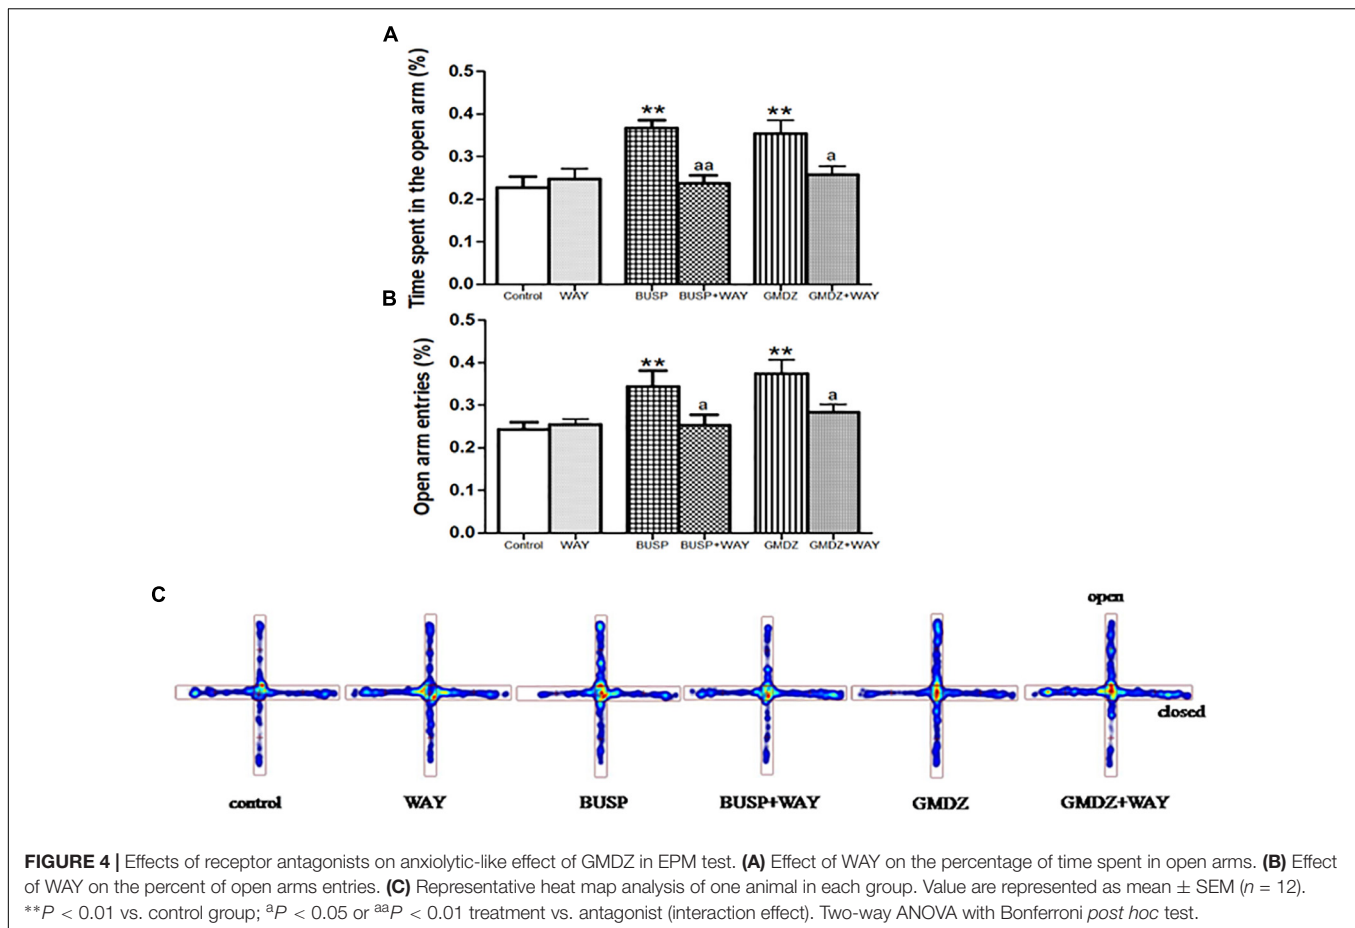 A
Time spent in the open arm (%)
0.5
0.4
0.3
0.2
0.1
0.0
**
aa
**
a
Control WAY BUSP BUSP+WAY GMDZ GMDZ+WAY
B
Open arm entries (%)
0.5
0.4
0.3
0.2
0.1
0.0
**
a
**
a
Control WAY BUSP BUSP+WAY GMDZ GMDZ+WAY
C
open
closed
control WAY BUSP BUSP+WAY GMDZ GMDZ+WAY
FIGURE 4 | Effects of receptor antagonists on anxiolytic-like effect of GMDZ in EPM test. (A) Effect of WAY on the percentage of time spent in open arms. (B) Effect
of WAY on the percent of open arms entries. (C) Representative heat map analysis of one animal in each group. Value are represented as mean ± SEM (n = 12).
**P < 0.01 vs. control group; aP < 0.05 or aaP < 0.01 treatment vs. antagonist (interaction effect). Two-way ANOVA with Bonferroni post hoc test.